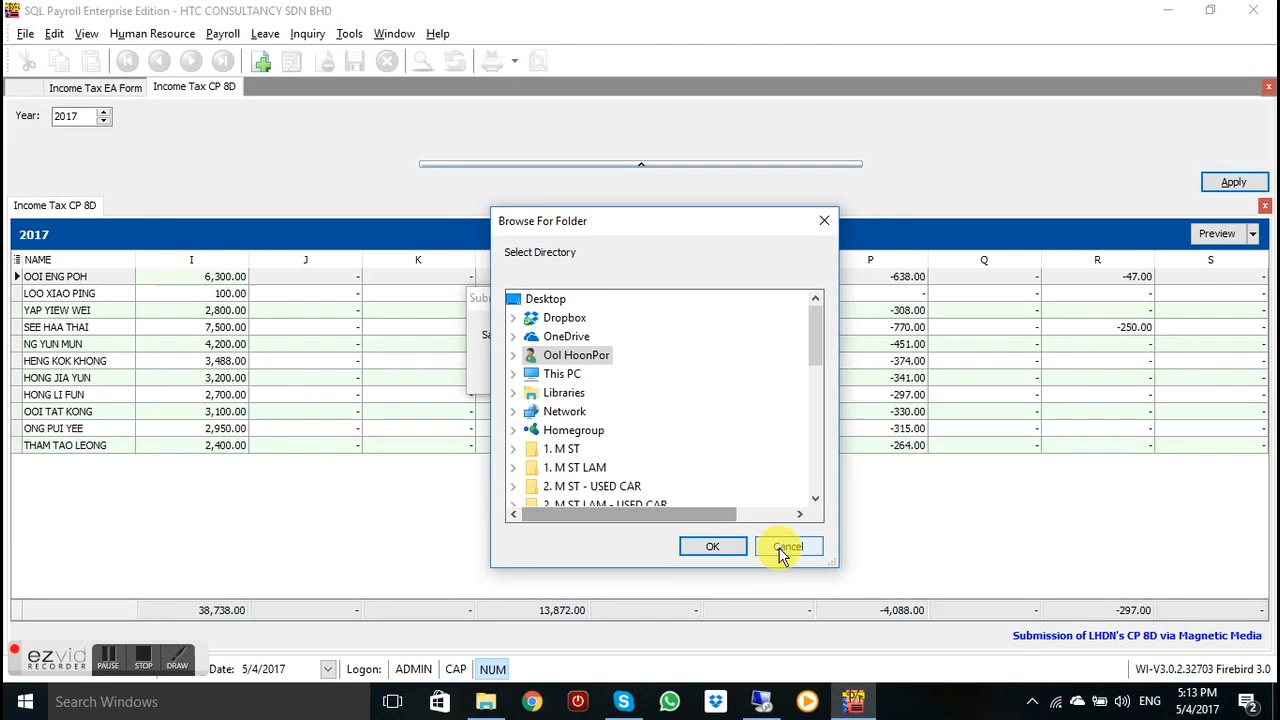 SQL Payroll Enterprise Edition - HTC CONSULTANCY SDN BHD
File Edit View Human Resource Payroll Leave Inquiry Tools Window Help
Income Tax EA Form Income Tax CP 8D
Year: 2017
Apply
Income Tax CP 8D
2017 Preview
NAME I J K P Q R S
OOI ENG POH 6,300.00 - - -638.00 - -47.00 -
LOO XIAO PING 100.00 - - - - - -
YAP YIEW WEI 2,800.00 - - -308.00 - - -
SEE HAA THAI 7,500.00 - - -770.00 - -250.00 -
NG YUN MUN 4,200.00 - - -451.00 - - -
HENG KOK KHONG 3,488.00 - - -374.00 - - -
HONG JIA YUN 3,200.00 - - -341.00 - - -
HONG LI FUN 2,700.00 - - -297.00 - - -
OOI TAT KONG 3,100.00 - - -330.00 - - -
ONG PUI YEE 2,950.00 - - -315.00 - - -
THAM TAO LEONG 2,400.00 - - -264.00 - - -
38,738.00 - - 13,872.00 - - -4,088.00 - -297.00 -
Browse For Folder
Select Directory
Desktop
Dropbox
OneDrive
Ool HoonPor
This PC
Libraries
Network
Homegroup
1. M ST
1. M ST LAM
2. M ST - USED CAR
2. M ST LAM - USED CAR
OK Cancel
Submission of LHDN's CP 8D via Magnetic Media
ezvid
RECORDER
PAUSE STOP DRAW
Date: 5/4/2017 Logon: ADMIN CAP NUM WI-V3.0.2.32703 Firebird 3.0
Search Windows
ENG 5:13 PM
5/4/2017
2